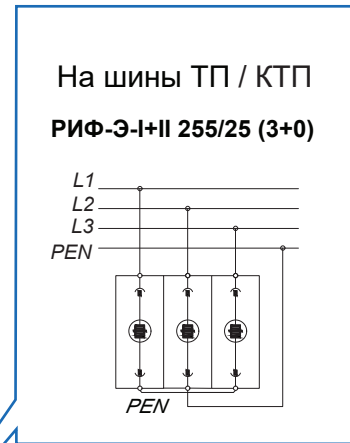 На шины ТП / КТП
РИФ-Э-I+II 255/25 (3+0)
L1
L2
L3
PEN
PEN